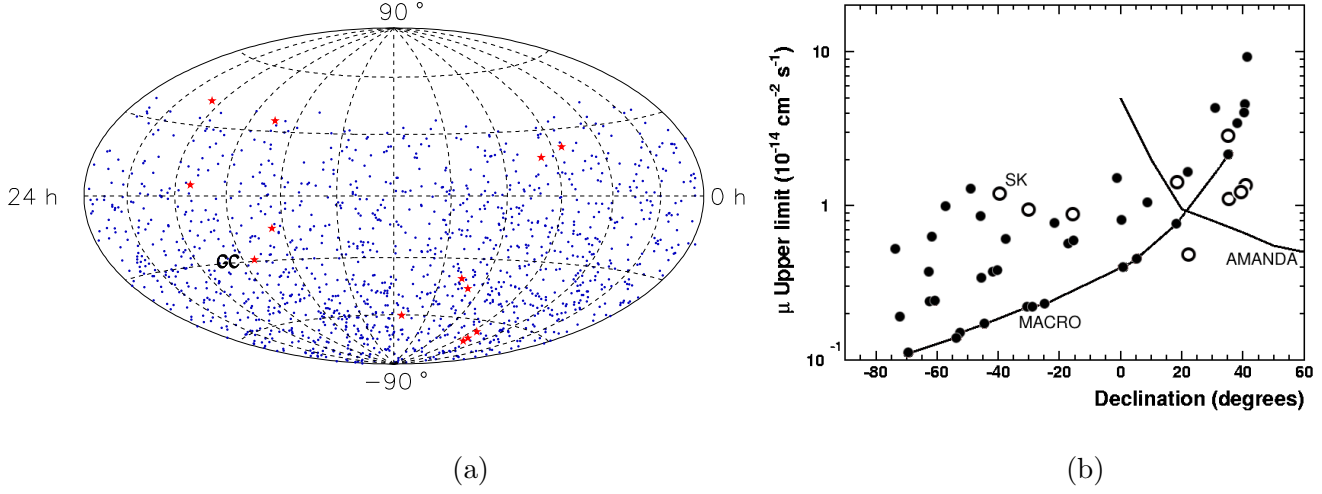 90 °
24 h
0 h
GC
−90 °
(a)
μ Upper limit (10⁻¹⁴ cm⁻² s⁻¹)
10
1
10⁻¹
SK
MACRO
AMANDA
-80 -60 -40 -20 0 20 40 60
Declination (degrees)
(b)